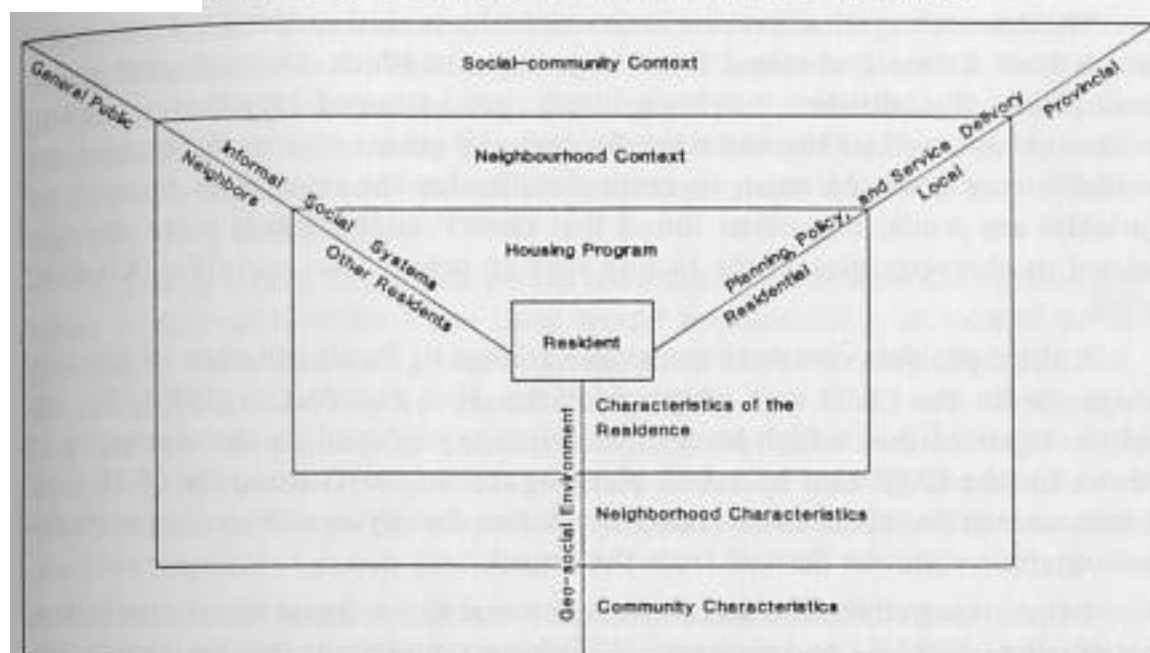 Social-community Context
General Public
Provincial
Neighbourhood Context
Informal Social Systems
Neighbors
Planning, Policy, and Service Delivory
Local
Housing Program
Other Residents
Residential
Resident
Geo-social Environment
Characteristics of the
Residence
Neighborhood Characteristics
Community Characteristics